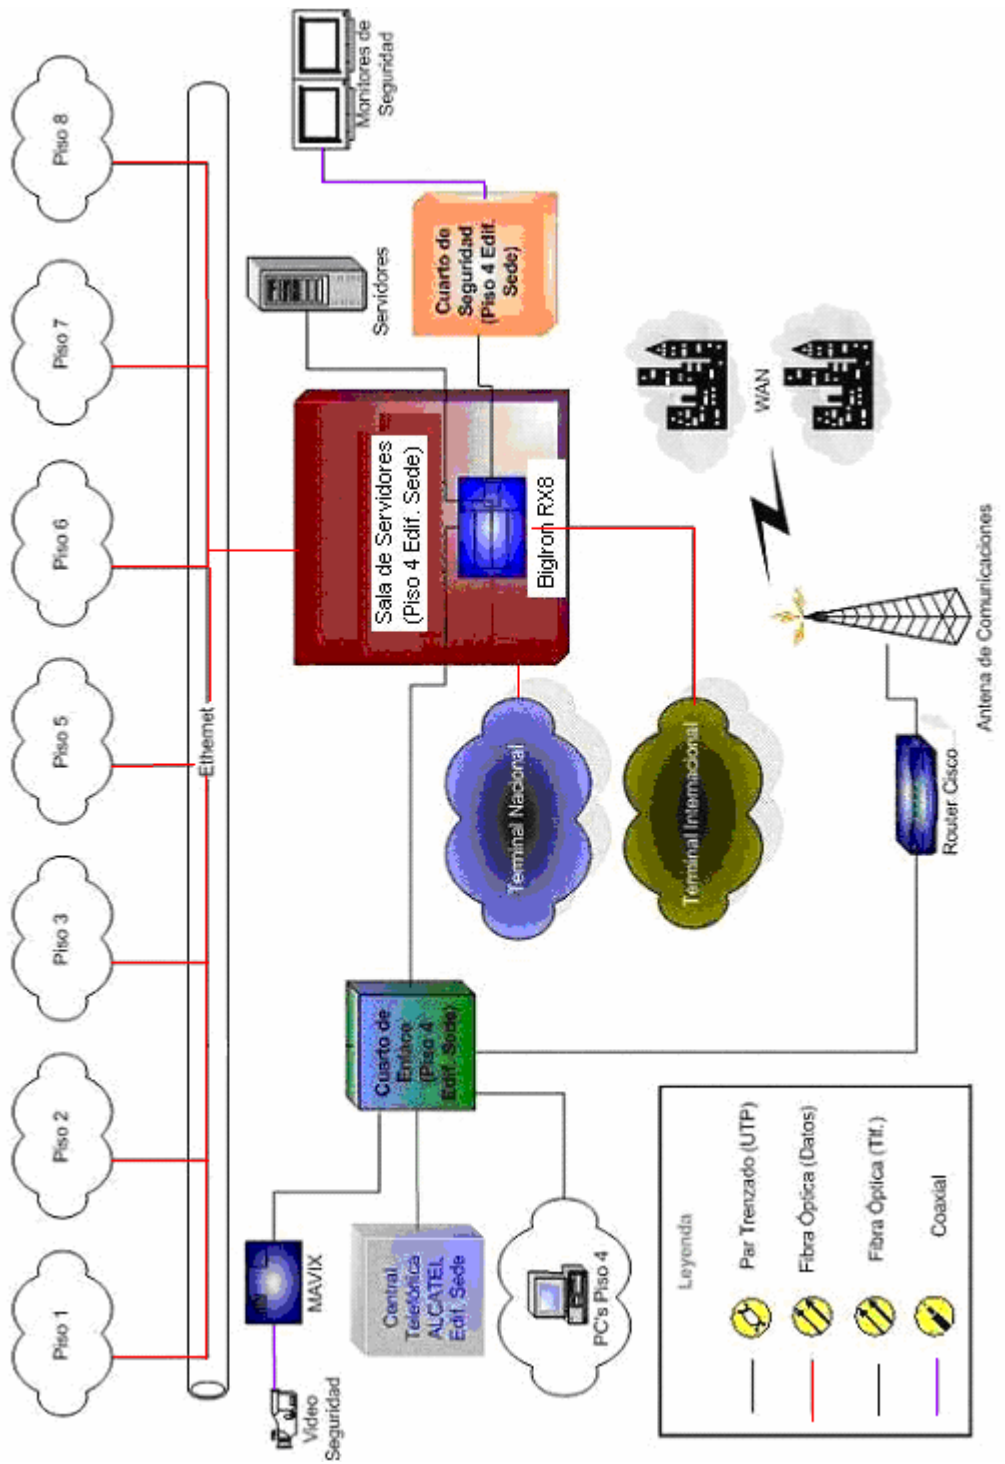 Piso 1
Piso 2
Piso 3
Piso 5
Piso 6
Piso 7
Piso 8
Ethernet
Video
Seguridad
MAVIX
Central
Telefónica
ALCATEL
Edif. Sede
PC's Piso 4
Cuarto de
Enlace
(Piso 4
Edif. Sede)
Sala de Servidores
(Piso 4 Edif. Sede)
BigIron RX8
Servidores
Monitores de
Seguridad
Cuarto de
Seguridad
(Piso 4 Edif.
Sede)
Terminal Nacional
Terminal Internacional
WAN
Router Cisco
Antena de Comunicaciones
Leyenda
Par Trenzado (UTP)
Fibra Óptica (Datos)
Fibra Óptica (Tlf.)
Coaxial